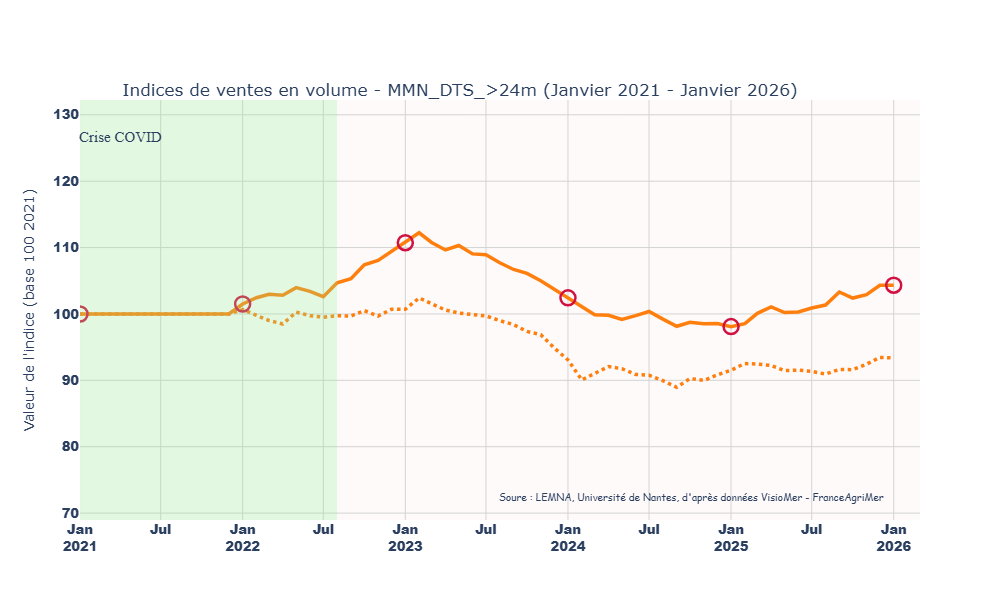 Indices de ventes en volume - MMN_DTS_>24m (Janvier 2021 - Janvier 2026)
130
Crise COVID
120
110
100
90
80
70
Valeur de l'indice (base 100 2021)
Soure : LEMNA, Université de Nantes, d'après données VisioMer - FranceAgriMer
Jan Jul Jan Jul Jan Jul Jan Jul Jan Jul Jan
2021 2022 2023 2024 2025 2026